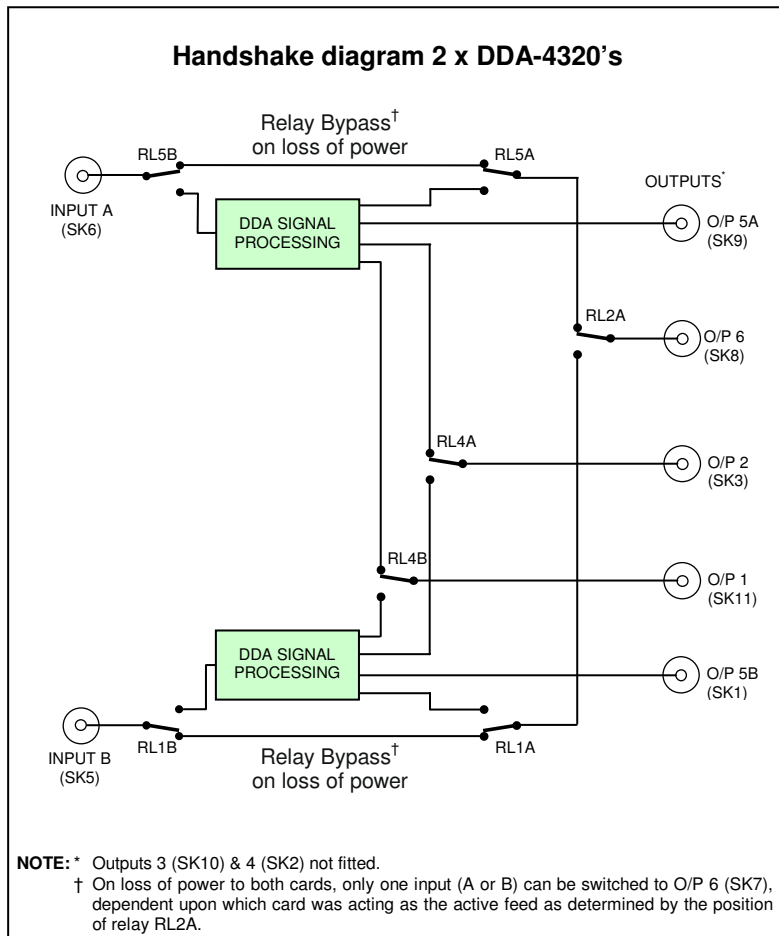 Handshake diagram 2 x DDA-4320's
Relay Bypass†
on loss of power
RL5B
RL5A
INPUT A
(SK6)
OUTPUTS*
DDA SIGNAL
PROCESSING
O/P 5A
(SK9)
RL2A
O/P 6
(SK8)
RL4A
O/P 2
(SK3)
RL4B
O/P 1
(SK11)
DDA SIGNAL
PROCESSING
O/P 5B
(SK1)
INPUT B
(SK5)
RL1B
Relay Bypass†
on loss of power
RL1A
NOTE: * Outputs 3 (SK10) & 4 (SK2) not fitted.
† On loss of power to both cards, only one input (A or B) can be switched to O/P 6 (SK7),
dependent upon which card was acting as the active feed as determined by the position
of relay RL2A.